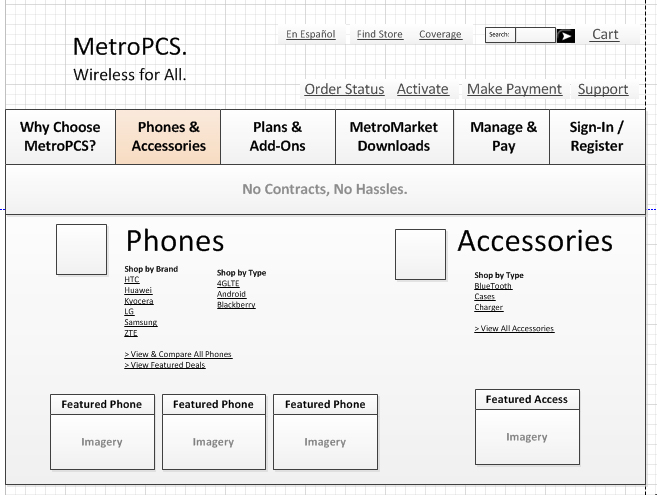 MetroPCS.
Wireless for All.
En Español Find Store Coverage Search: Cart
Order Status Activate Make Payment Support
Why Choose MetroPCS?
Phones & Accessories
Plans & Add-Ons
MetroMarket Downloads
Manage & Pay
Sign-In / Register
No Contracts, No Hassles.
Phones
Shop by Brand
HTC
Huawei
Kyocera
LG
Samsung
ZTE
Shop by Type
4GLTE
Android
Blackberry
> View & Compare All Phones
> View Featured Deals
Accessories
Shop by Type
BlueTooth
Cases
Charger
> View All Accessories
Featured Phone
Imagery
Featured Phone
Imagery
Featured Phone
Imagery
Featured Access
Imagery